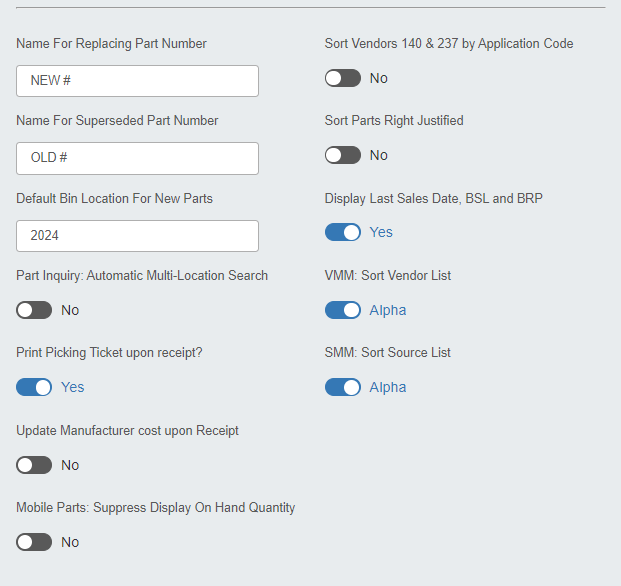 Name For Replacing Part Number
NEW #
Name For Superseded Part Number
OLD #
Default Bin Location For New Parts
2024
Part Inquiry: Automatic Multi-Location Search
No
Print Picking Ticket upon receipt?
Yes
Update Manufacturer cost upon Receipt
No
Mobile Parts: Suppress Display On Hand Quantity
No
Sort Vendors 140 & 237 by Application Code
No
Sort Parts Right Justified
No
Display Last Sales Date, BSL and BRP
Yes
VMM: Sort Vendor List
Alpha
SMM: Sort Source List
Alpha